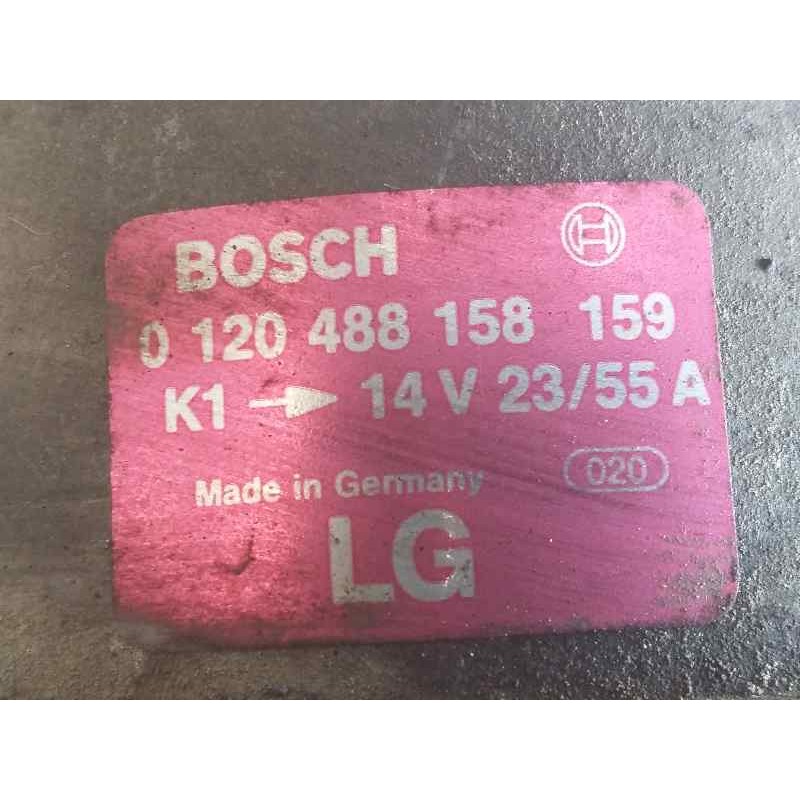 BOSCH
0 120 488 158 159
K1 → 14 V 23/55 A
Made in Germany
020
LG